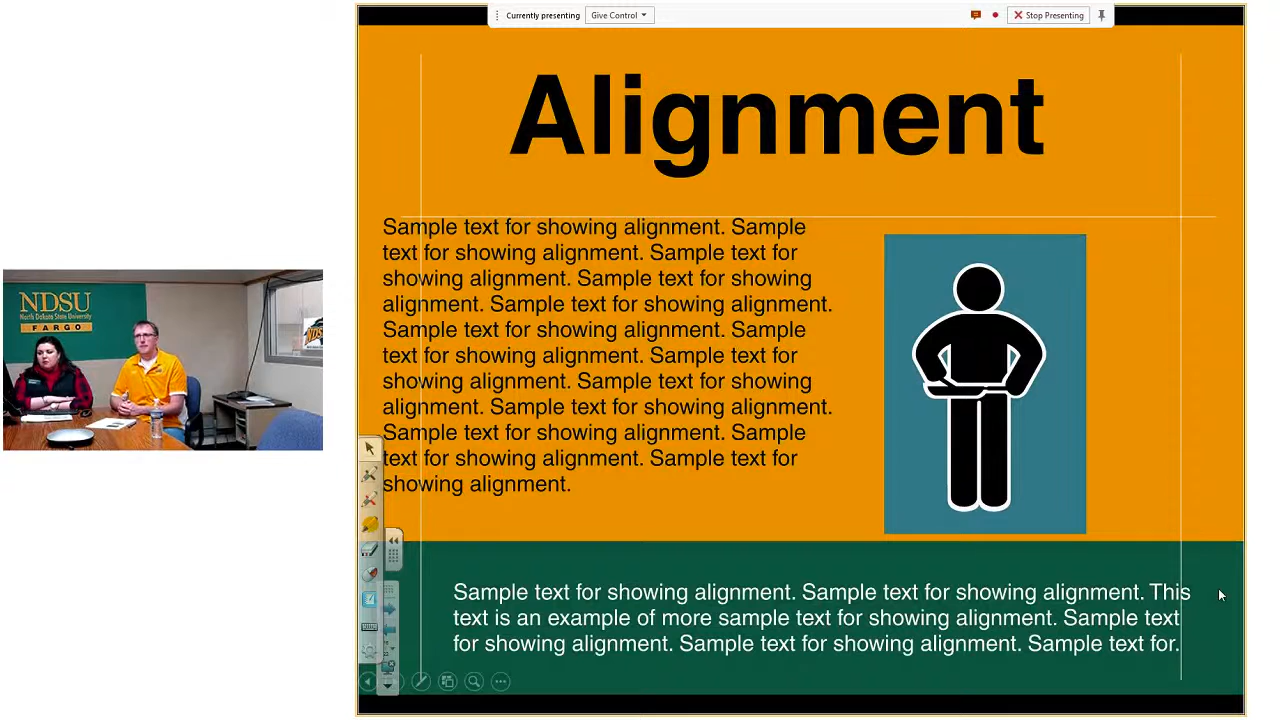 Currently presenting
Give Control
Stop Presenting
Alignment
Sample text for showing alignment. Sample
text for showing alignment. Sample text for
showing alignment. Sample text for showing
alignment. Sample text for showing alignment.
Sample text for showing alignment. Sample
text for showing alignment. Sample text for
showing alignment. Sample text for showing
alignment. Sample text for showing alignment.
Sample text for showing alignment. Sample
text for showing alignment. Sample text for
showing alignment.
Sample text for showing alignment. Sample text for showing alignment. This
text is an example of more sample text for showing alignment. Sample text
for showing alignment. Sample text for showing alignment. Sample text for.
NDSU
North Dakota State University
FARGO